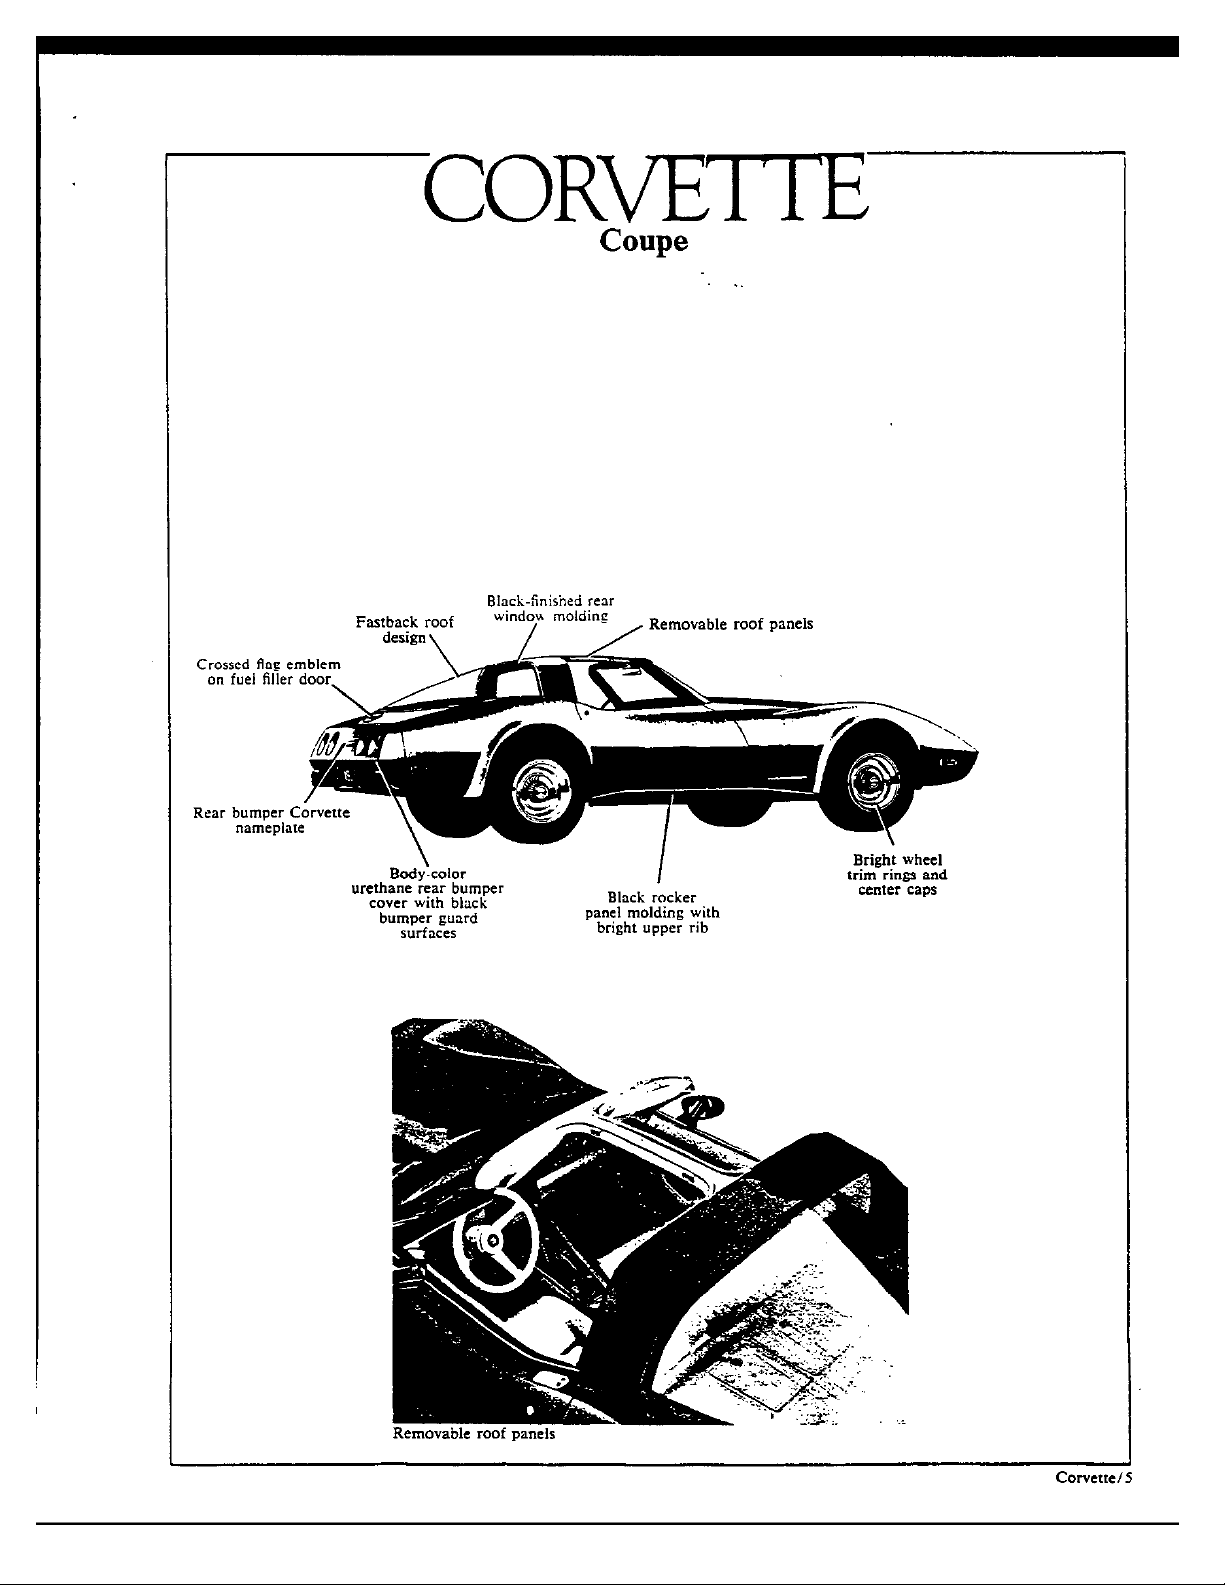 CORVETTE
Coupe
Black-finished rear
window molding
Fastback roof
design
Removable roof panels
Crossed flag emblem
on fuel filler door
Rear bumper Corvette
nameplate
Body-color
urethane rear bumper
cover with black
bumper guard
surfaces
Black rocker
panel molding with
bright upper rib
Bright wheel
trim rings and
center caps
Removable roof panels
Corvette/5